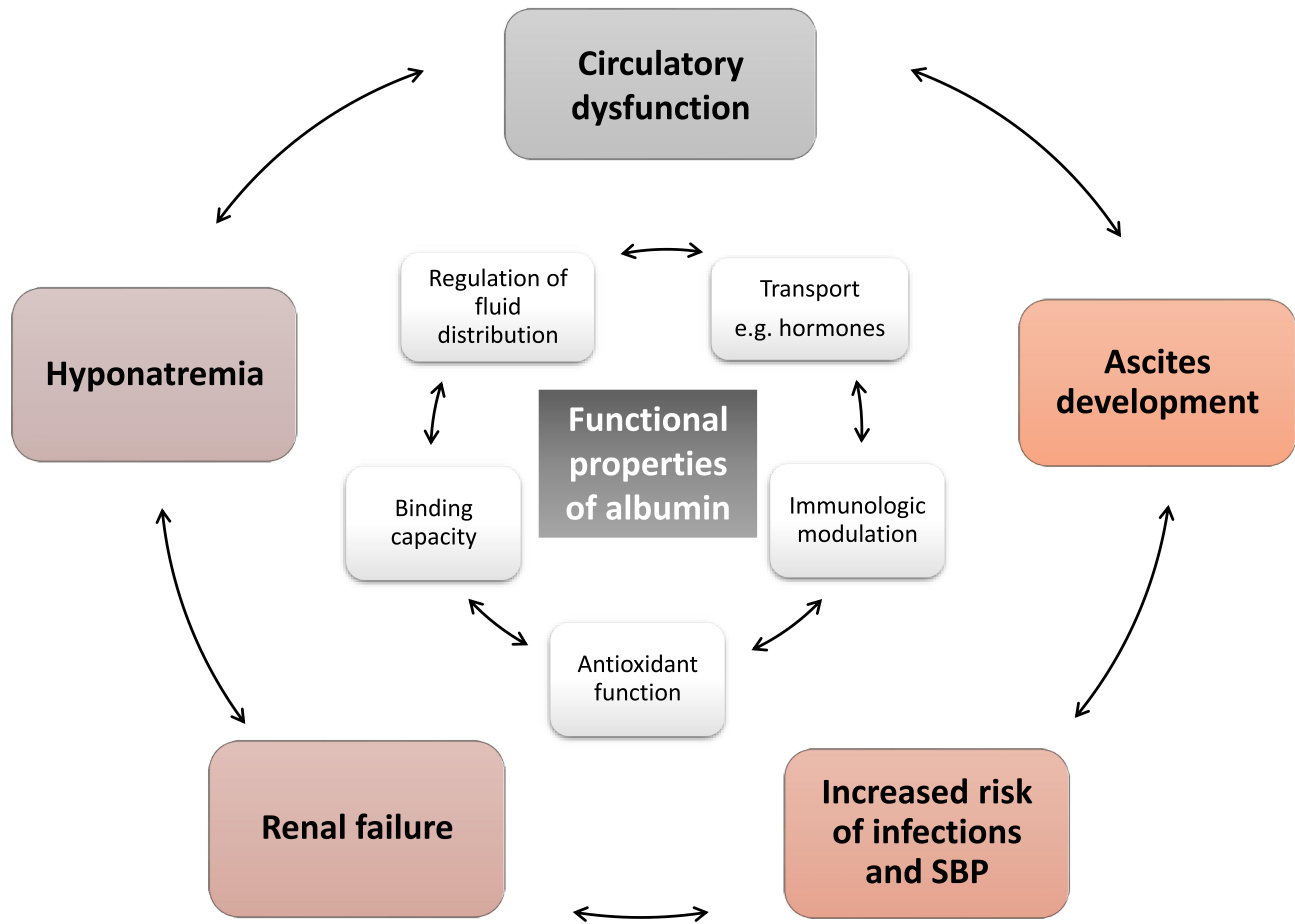 Circulatory
dysfunction
Regulation of
fluid
distribution
Transport
e.g. hormones
Hyponatremia
Ascites
development
Functional
properties
of albumin
Binding
capacity
Immunologic
modulation
Antioxidant
function
Renal failure
Increased risk
of infections
and SBP